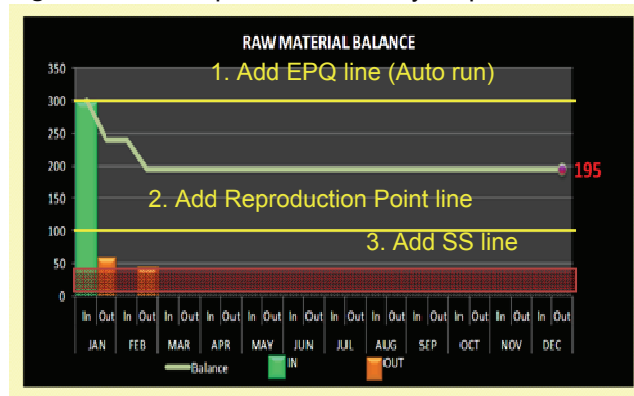 RAW MATERIAL BALANCE
1. Add EPQ line (Auto run)
350
300
250
200
195
150
2. Add Reproduction Point line
100
3. Add SS line
50
0
In Out In Out In Out In Out In Out In Out In Out In Out In Out In Out In Out In Out
JAN FEB MAR APR MAY JUN JUL AUG SEP OCT NOV DEC
Balance IN OUT